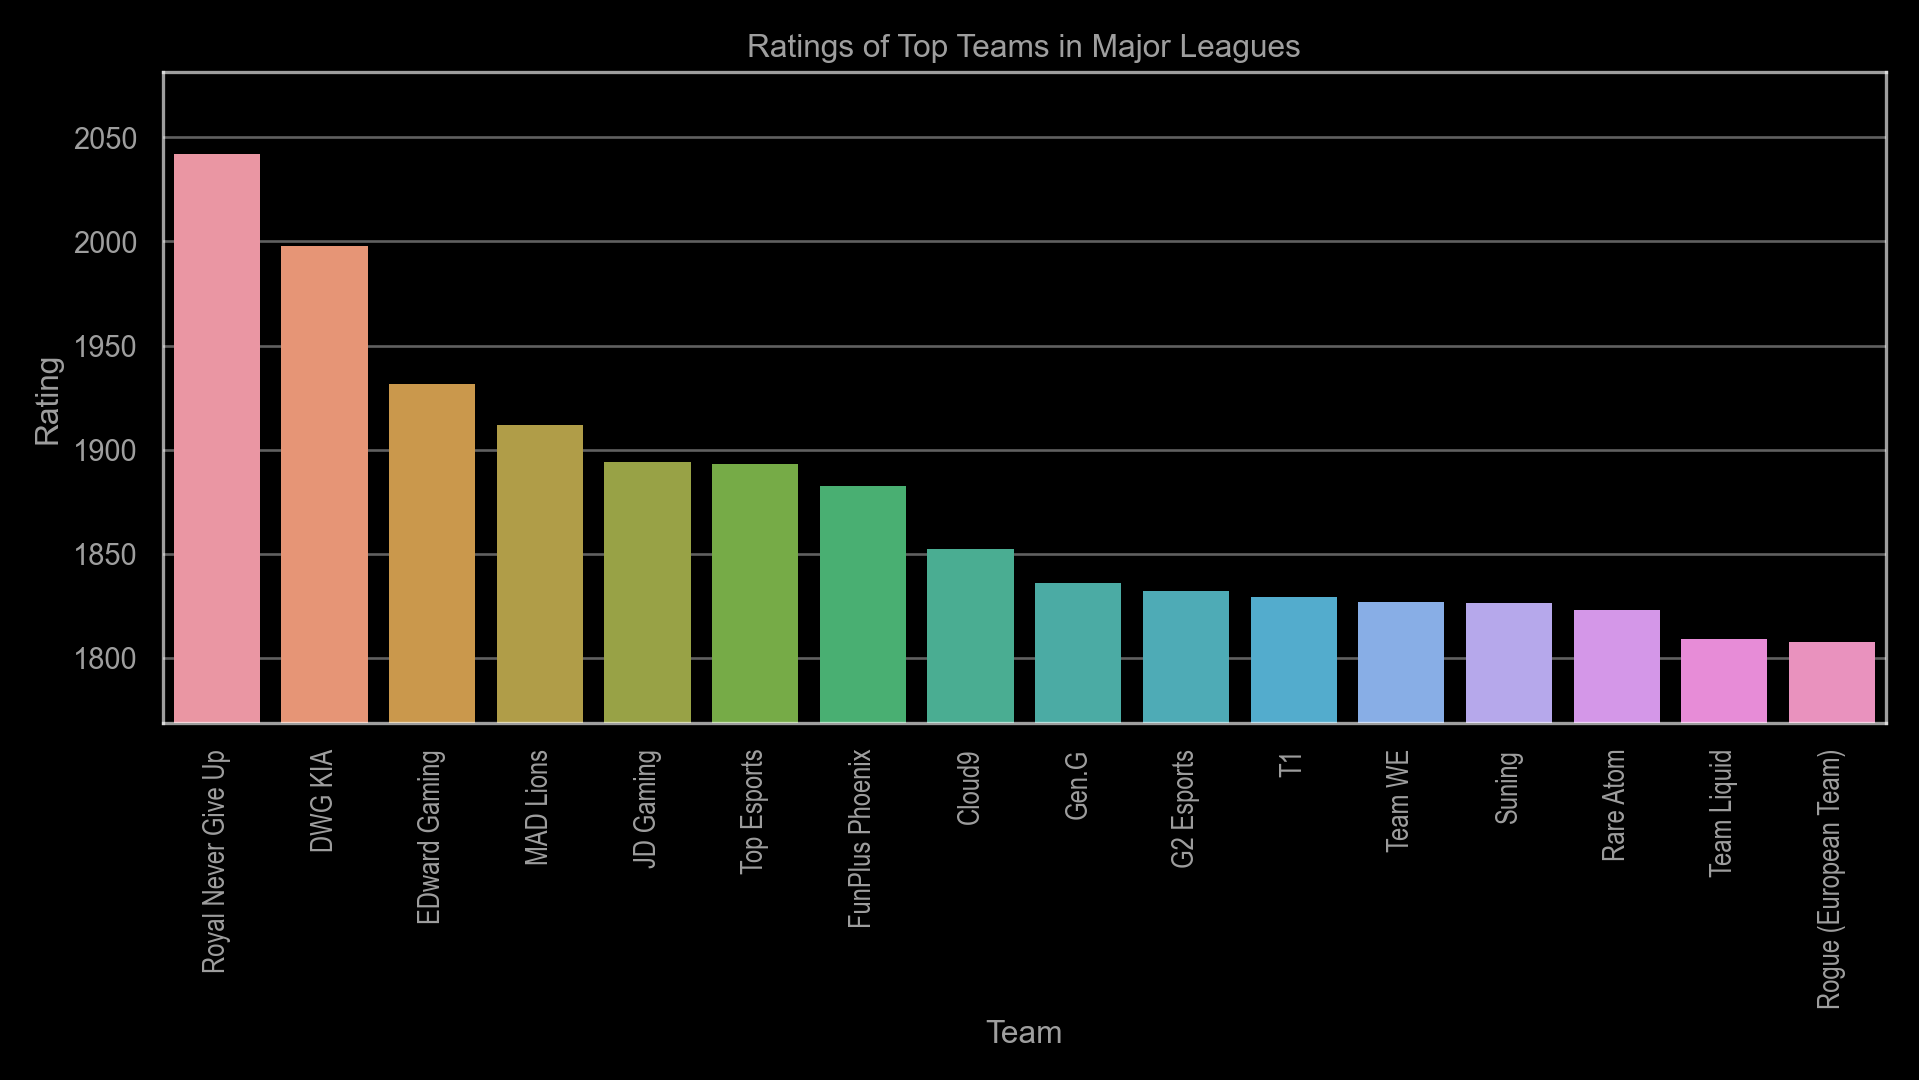 Ratings of Top Teams in Major Leagues
Rating
2050
2000
1950
1900
1850
1800
Royal Never Give Up
DWG KIA
EDward Gaming
MAD Lions
JD Gaming
Top Esports
FunPlus Phoenix
Cloud9
Gen.G
G2 Esports
T1
Team WE
Suning
Rare Atom
Team Liquid
Rogue (European Team)
Team